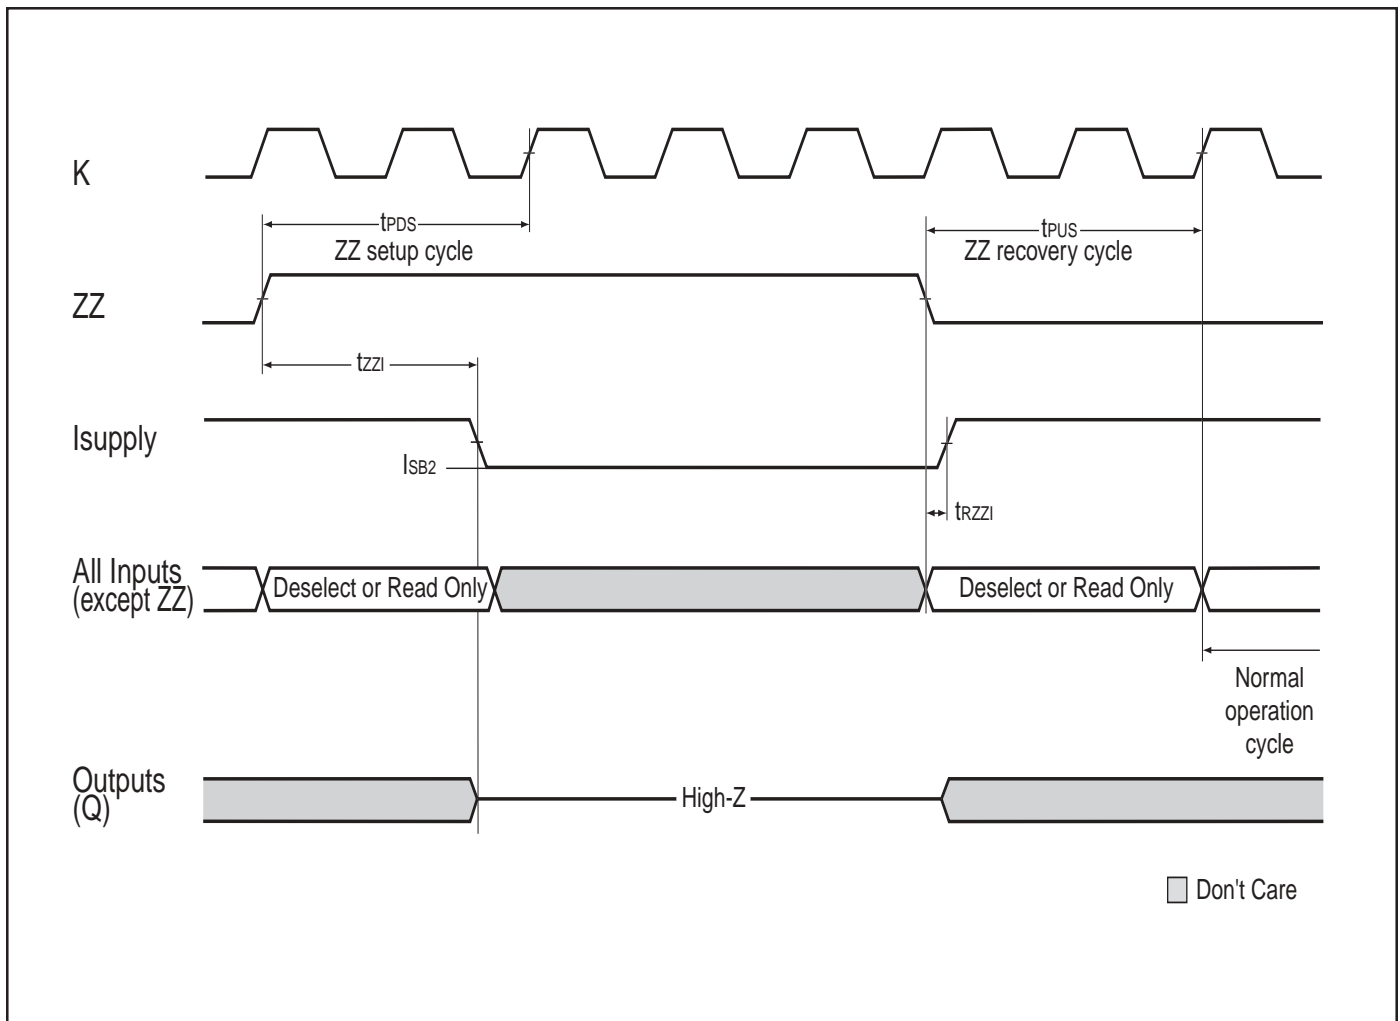 K
tPDS
ZZ setup cycle
tPUS
ZZ recovery cycle
ZZ
tZZI
Isupply
ISB2
tRZZI
All Inputs
(except ZZ)
Deselect or Read Only
Deselect or Read Only
Normal
operation
cycle
Outputs
(Q)
High-Z
Don't Care